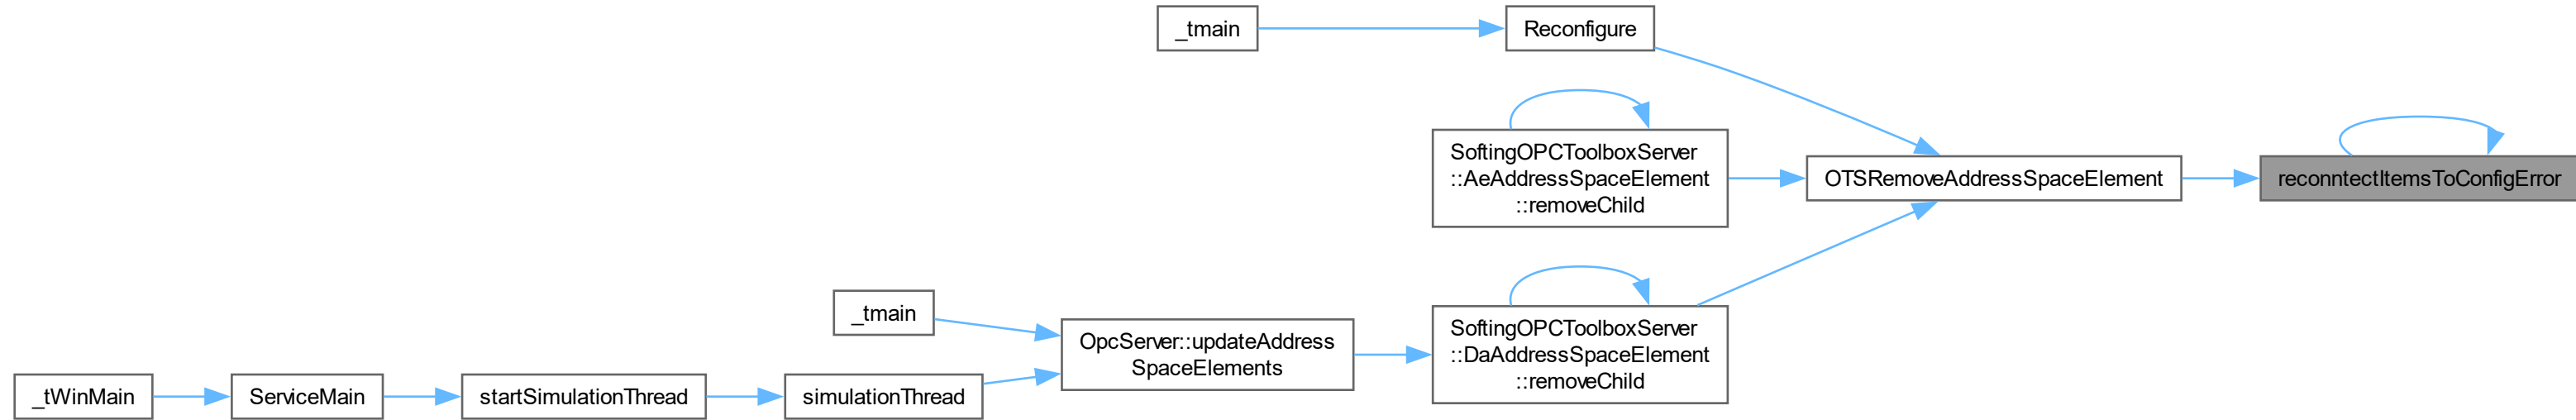 _tmain
Reconfigure
SoftingOPCToolboxServer
::AeAddressSpaceElement
::removeChild
OTSRemoveAddressSpaceElement
reconntectItemsToConfigError
_tmain
OpcServer::updateAddress
SpaceElements
SoftingOPCToolboxServer
::DaAddressSpaceElement
::removeChild
_tWinMain
ServiceMain
startSimulationThread
simulationThread